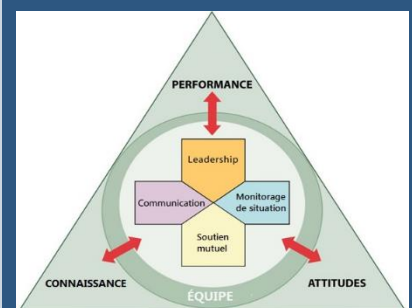 PERFORMANCE
Leadership
Communication
Monitorage
de situation
Soutien
mutuel
CONNAISSANCE
ATTITUDES
ÉQUIPE